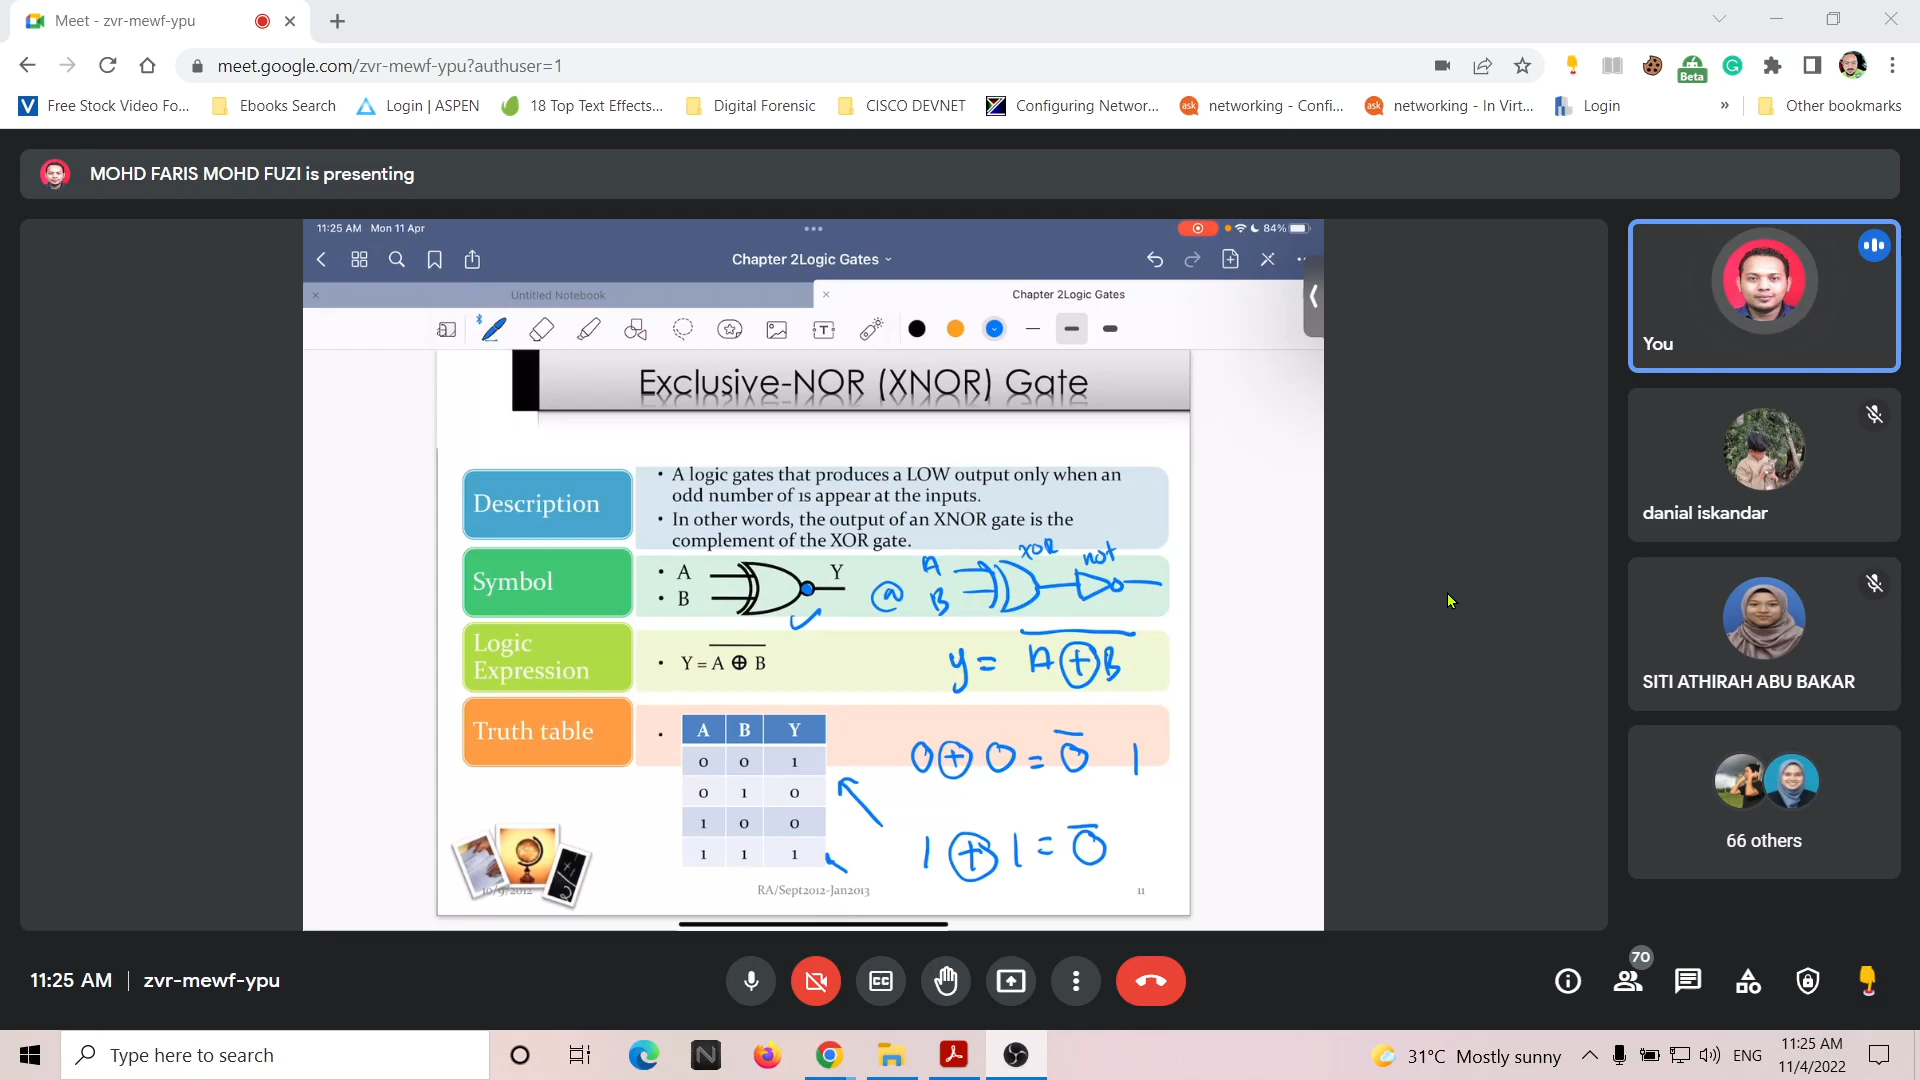 Meet - zvr-mewf-ypu
meet.google.com/zvr-mewf-ypu?authuser=1
Beta
Free Stock Video Fo...
Ebooks Search
Login | ASPEN
18 Top Text Effects...
Digital Forensic
CISCO DEVNET
Configuring Networ...
ask
networking - Confi...
ask
networking - In Virt...
Login
»
Other bookmarks
MOHD FARIS MOHD FUZI is presenting
11:25 AM Mon 11 Apr
84%
Chapter 2Logic Gates
Untitled Notebook
Chapter 2Logic Gates
Exclusive-NOR (XNOR) Gate
Description
• A logic gates that produces a LOW output only when an
odd number of 1s appear at the inputs.
• In other words, the output of an XNOR gate is the
complement of the XOR gate.
Symbol
• A
• B
Y
@
A
B
XOR
not
Logic
Expression
• Y = A ⊕ B
y = A ⊕ B
Truth table
A B Y
0 0 1
0 1 0
1 0 0
1 1 1
0 ⊕ 0 = 0̅ 1
1 ⊕ 1 = 0̅
10/9/2012
RA/Sept2012-Jan2013
11
You
danial iskandar
SITI ATHIRAH ABU BAKAR
66 others
11:25 AM | zvr-mewf-ypu
CC
70
Type here to search
31°C Mostly sunny
ENG
11:25 AM
11/4/2022